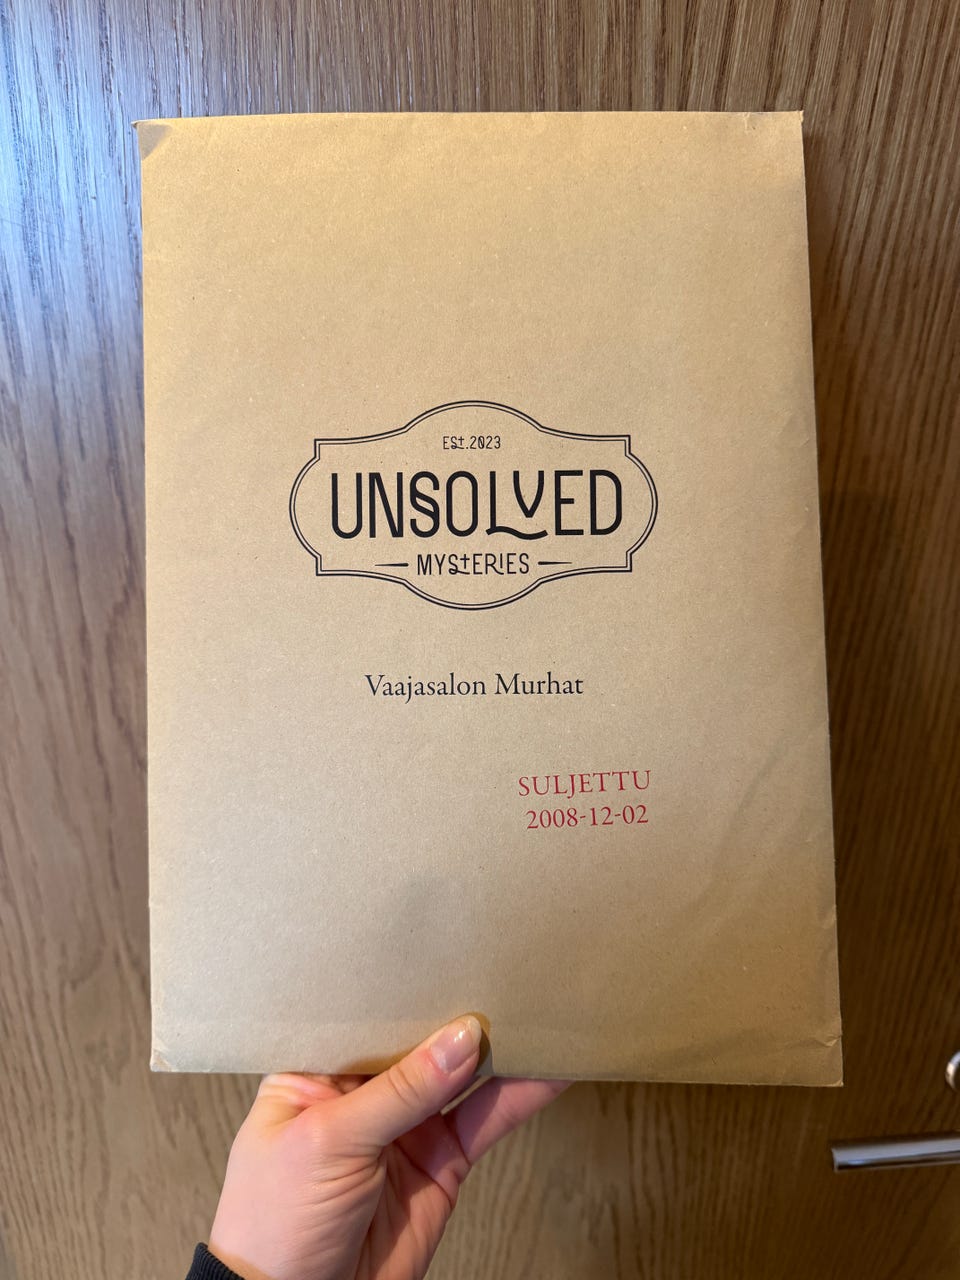 EST.2023
UNSOLVED
MYSTERIES
Vaajasalon Murhat
SULJETTU
2008-12-02